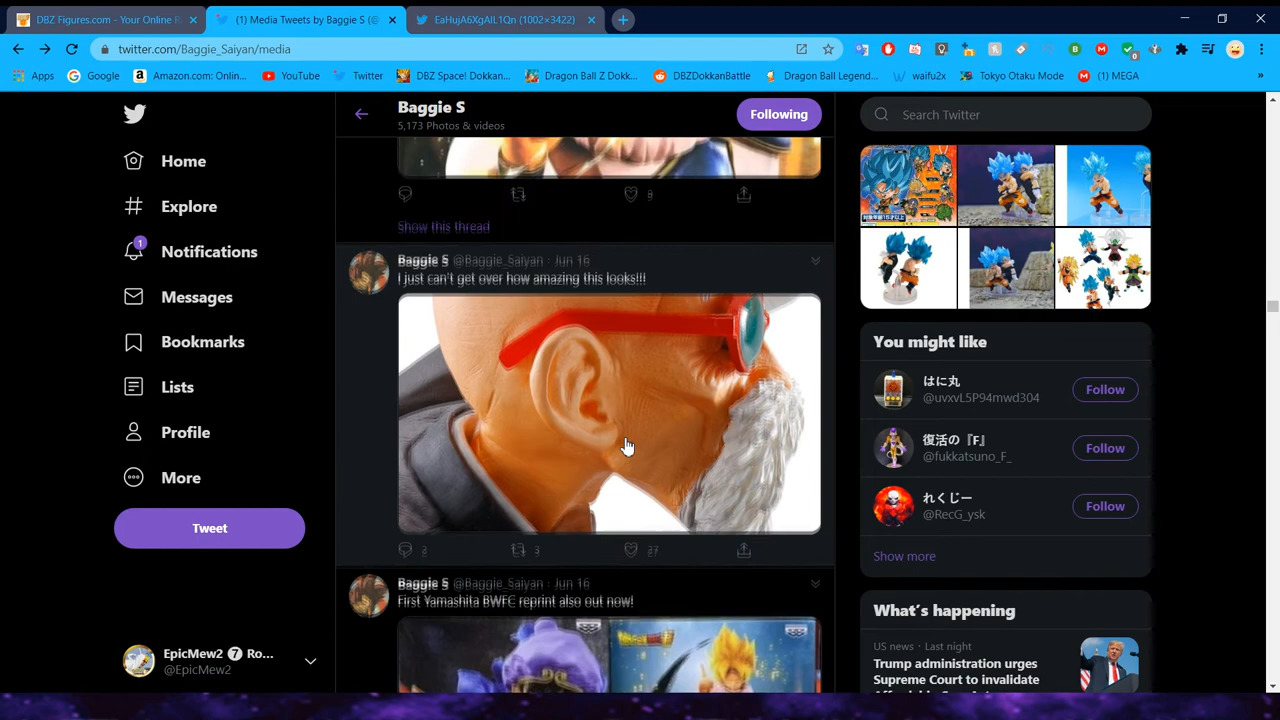 DBZ Figures.com - Your Online R
(1) Media Tweets by Baggie S (@
EaHujA6XgAIL1Qn (1002×3422)
twitter.com/Baggie_Saiyan/media
Apps
Google
Amazon.com: Onlin...
YouTube
Twitter
DBZ Space! Dokkan...
Dragon Ball Z Dokk...
DBZDokkanBattle
Dragon Ball Legend...
waifu2x
Tokyo Otaku Mode
(1) MEGA
»
Home
Explore
1
Notifications
Messages
Bookmarks
Lists
Profile
More
Tweet
EpicMew2 7 Ro...
@EpicMew2
Baggie S
5,173 Photos & videos
Following
Show this thread
Baggie S @Baggie_Saiyan · Jun 16
I just can't get over how amazing this looks!!!
2
3
27
Baggie S @Baggie_Saiyan · Jun 16
First Yamashita BWFC reprint also out now!
Search Twitter
You might like
はに丸
@uvxvL5P94mwd304
Follow
復活の『F』
@fukkatsuno_F_
Follow
れくじー
@RecG_ysk
Follow
Show more
What's happening
US news · Last night
Trump administration urges
Supreme Court to invalidate